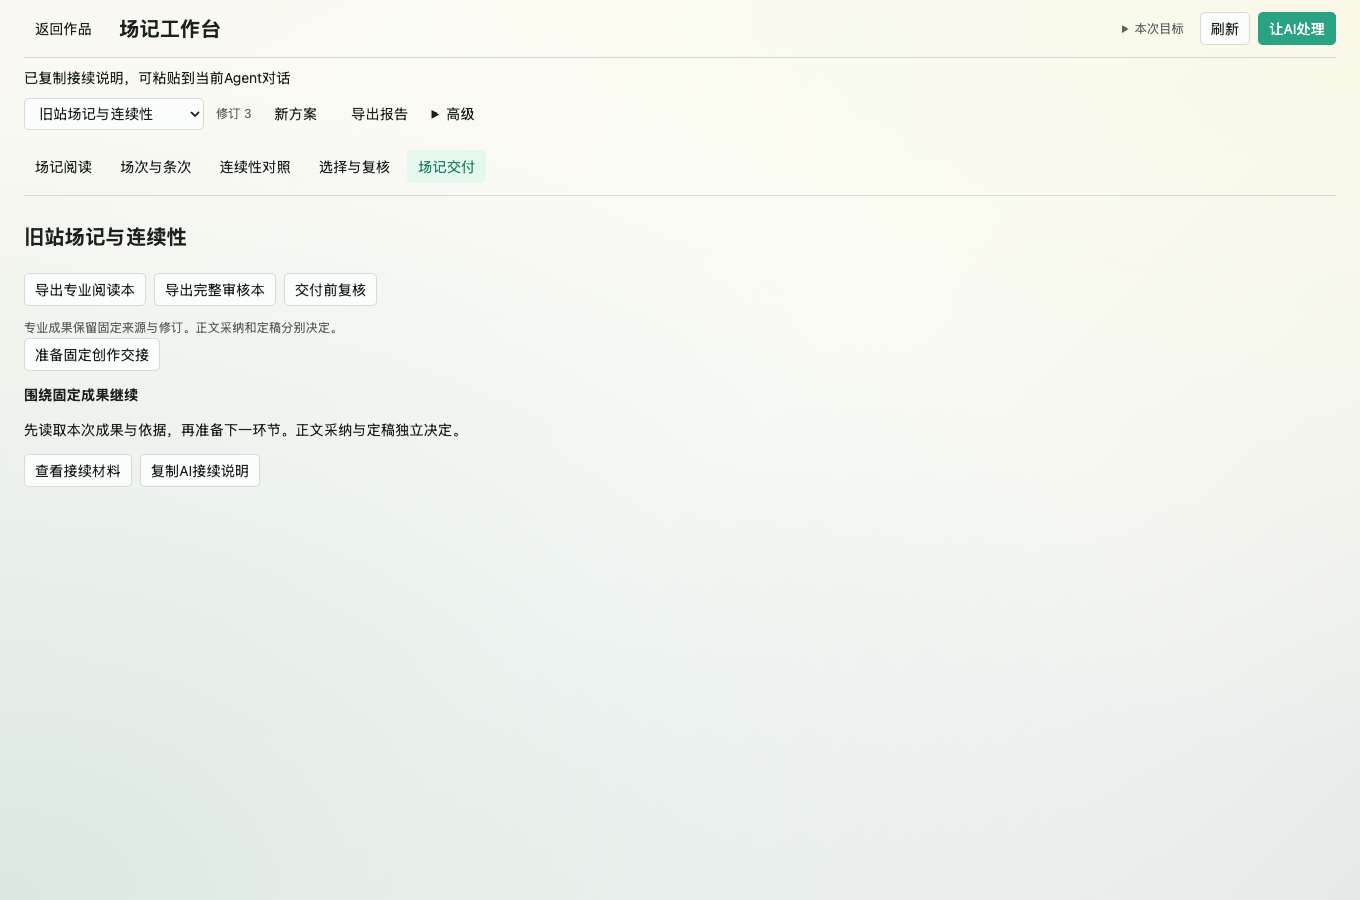 返回作品 场记工作台 本次目标 刷新 让AI处理
已复制接续说明，可粘贴到当前Agent对话
旧站场记与连续性 修订 3 新方案 导出报告 高级
场记阅读 场次与条次 连续性对照 选择与复核 场记交付
旧站场记与连续性
导出专业阅读本 导出完整审核本 交付前复核
专业成果保留固定来源与修订。正文采纳和定稿分别决定。
准备固定创作交接
围绕固定成果继续
先读取本次成果与依据，再准备下一环节。正文采纳与定稿独立决定。
查看接续材料 复制AI接续说明